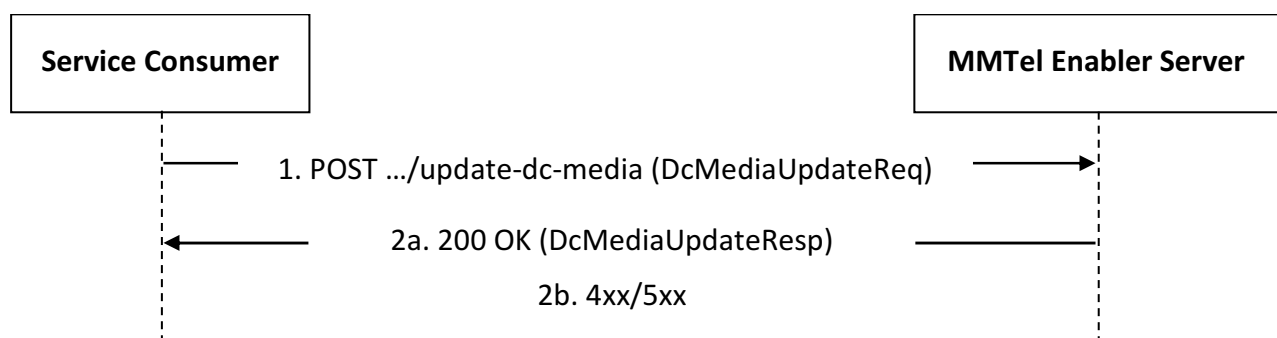 Service Consumer
MMTel Enabler Server
1. POST …/update-dc-media (DcMediaUpdateReq)
2a. 200 OK (DcMediaUpdateResp)
2b. 4xx/5xx